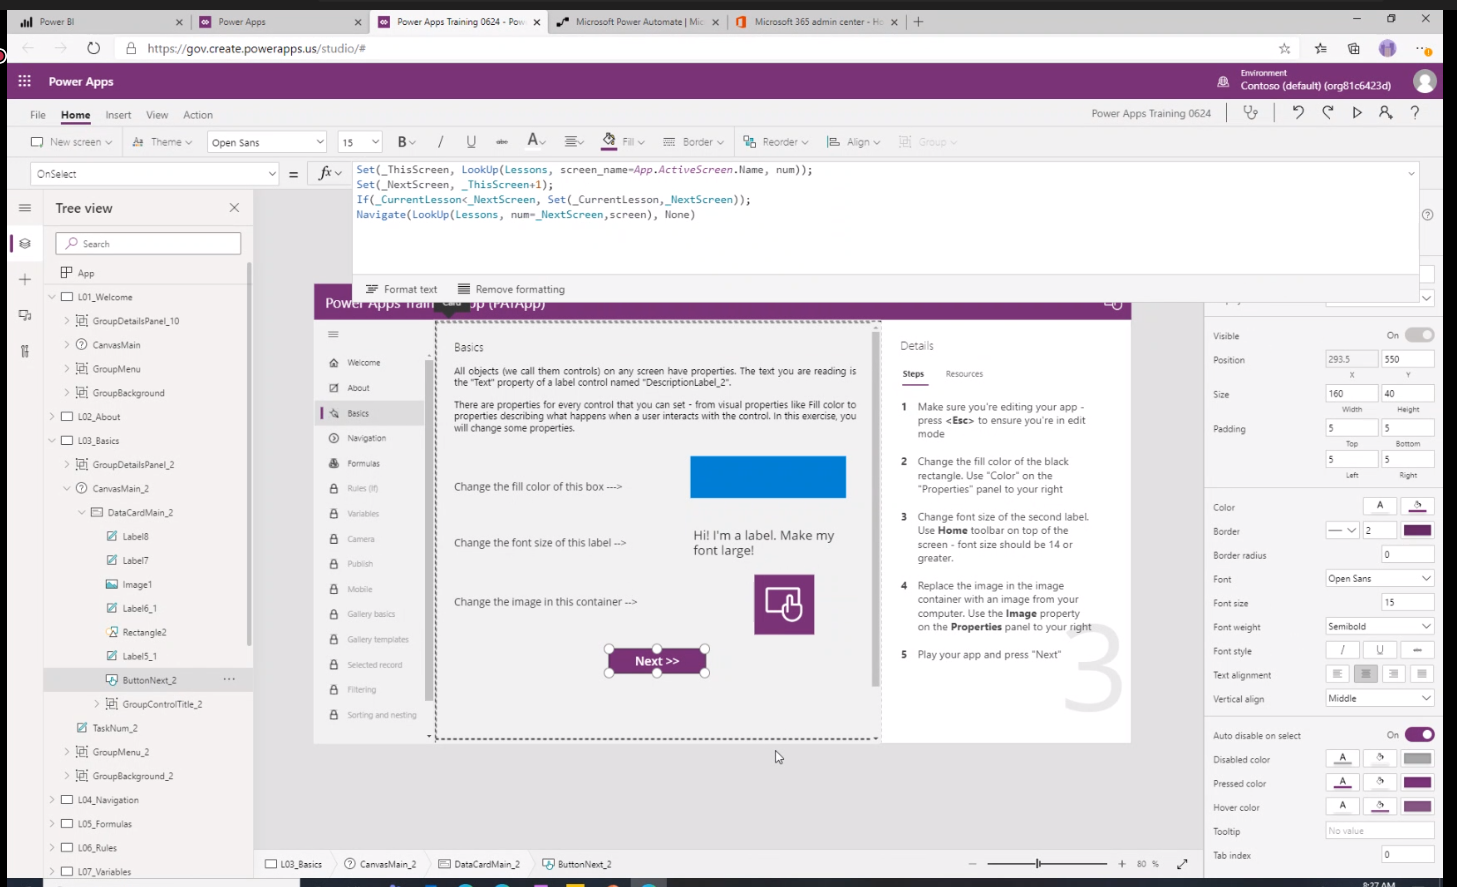 Power BI
Power Apps
Power Apps Training 0624 - Pow
Microsoft Power Automate | Mic
Microsoft 365 admin center - Ho
https://gov.create.powerapps.us/studio/#
Power Apps
Environment
Contoso (default) (org81c6423d)
File Home Insert View Action
Power Apps Training 0624
New screen Theme Open Sans 15 B / U abc A Fill Border Reorder Align Group
OnSelect = fx
Set(_ThisScreen, LookUp(Lessons, screen_name=App.ActiveScreen.Name, num));
Set(_NextScreen, _ThisScreen+1);
If(_CurrentLesson<_NextScreen, Set(_CurrentLesson,_NextScreen));
Navigate(LookUp(Lessons, num=_NextScreen,screen), None)
Format text Remove formatting
Tree view
Search
App
L01_Welcome
GroupDetailsPanel_10
CanvasMain
GroupMenu
GroupBackground
L02_About
L03_Basics
GroupDetailsPanel_2
CanvasMain_2
DataCardMain_2
Label8
Label7
Image1
Label6_1
Rectangle2
Label5_1
ButtonNext_2
GroupControlTitle_2
TaskNum_2
GroupMenu_2
GroupBackground_2
L04_Navigation
L05_Formulas
L06_Rules
L07_Variables
Welcome
About
Basics
Navigation
Formulas
Rules (If)
Variables
Camera
Publish
Mobile
Gallery basics
Gallery templates
Selected record
Filtering
Sorting and nesting
Basics
All objects (we call them controls) on any screen have properties. The text you are reading is
the "Text" property of a label control named "DescriptionLabel_2".
There are properties for every control that you can set - from visual properties like Fill color to
properties describing what happens when a user interacts with the control. In this exercise, you
will change some properties.
Change the fill color of this box --->
Change the font size of this label -->
Hi! I'm a label. Make my
font large!
Change the image in this container -->
Next >>
Details
Steps Resources
1 Make sure you're editing your app -
press <Esc> to ensure you're in edit
mode
2 Change the fill color of the black
rectangle. Use "Color" on the
"Properties" panel to your right
3 Change font size of the second label.
Use Home toolbar on top of the
screen - font size should be 14 or
greater.
4 Replace the image in the image
container with an image from your
computer. Use the Image property
on the Properties panel to your right
5 Play your app and press "Next"
3
Visible On
Position 293.5 550
X Y
Size 160 40
Width Height
Padding 5 5
Top Bottom
5 5
Left Right
Color A
Border 2
Border radius 0
Font Open Sans
Font size 15
Font weight Semibold
Font style / U abc
Text alignment
Vertical align Middle
Auto disable on select On
Disabled color A
Pressed color A
Hover color A
Tooltip No value
Tab index 0
L03_Basics CanvasMain_2 DataCardMain_2 ButtonNext_2
80 %
8:27 AM